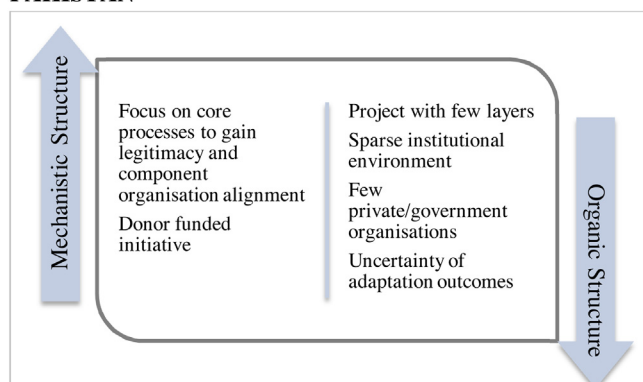 Mechanistic Structure
Focus on core
processes to gain
legitimacy and
component
organisation alignment
Donor funded
initiative
Project with few layers
Sparse institutional
environment
Few
private/government
organisations
Uncertainty of
adaptation outcomes
Organic Structure